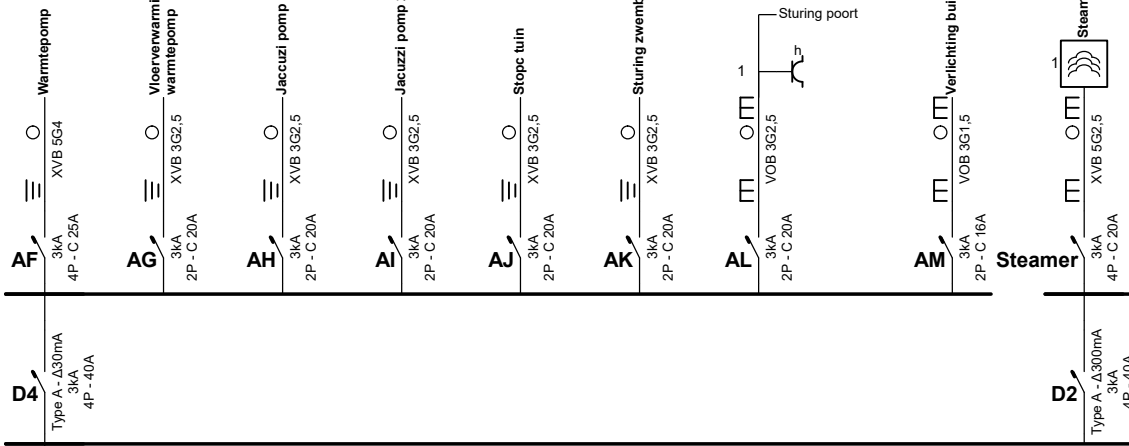 Warmtepomp
XVB 5G4
AF
3kA
4P - C 25A
warmtepomp
XVB 3G2,5
AG
3kA
2P - C 20A
Jaccuzi pomp
XVB 3G2,5
AH
3kA
2P - C 20A
Jacuzzi pomp
XVB 3G2,5
AI
3kA
2P - C 20A
Stopc tuin
XVB 3G2,5
AJ
3kA
2P - C 20A
Sturing
XVB 3G2,5
AK
3kA
2P - C 20A
Sturing poort
h
1
VOB 3G2,5
AL
3kA
2P - C 20A
Verlichting
VOB 3G1,5
AM
3kA
2P - C 16A
1
XVB 5G2,5
Steamer
3kA
4P - C 20A
D4
Type A - Δ30mA
3kA
4P - 40A
D2
Type A - Δ300mA
3kA
4P - 40A